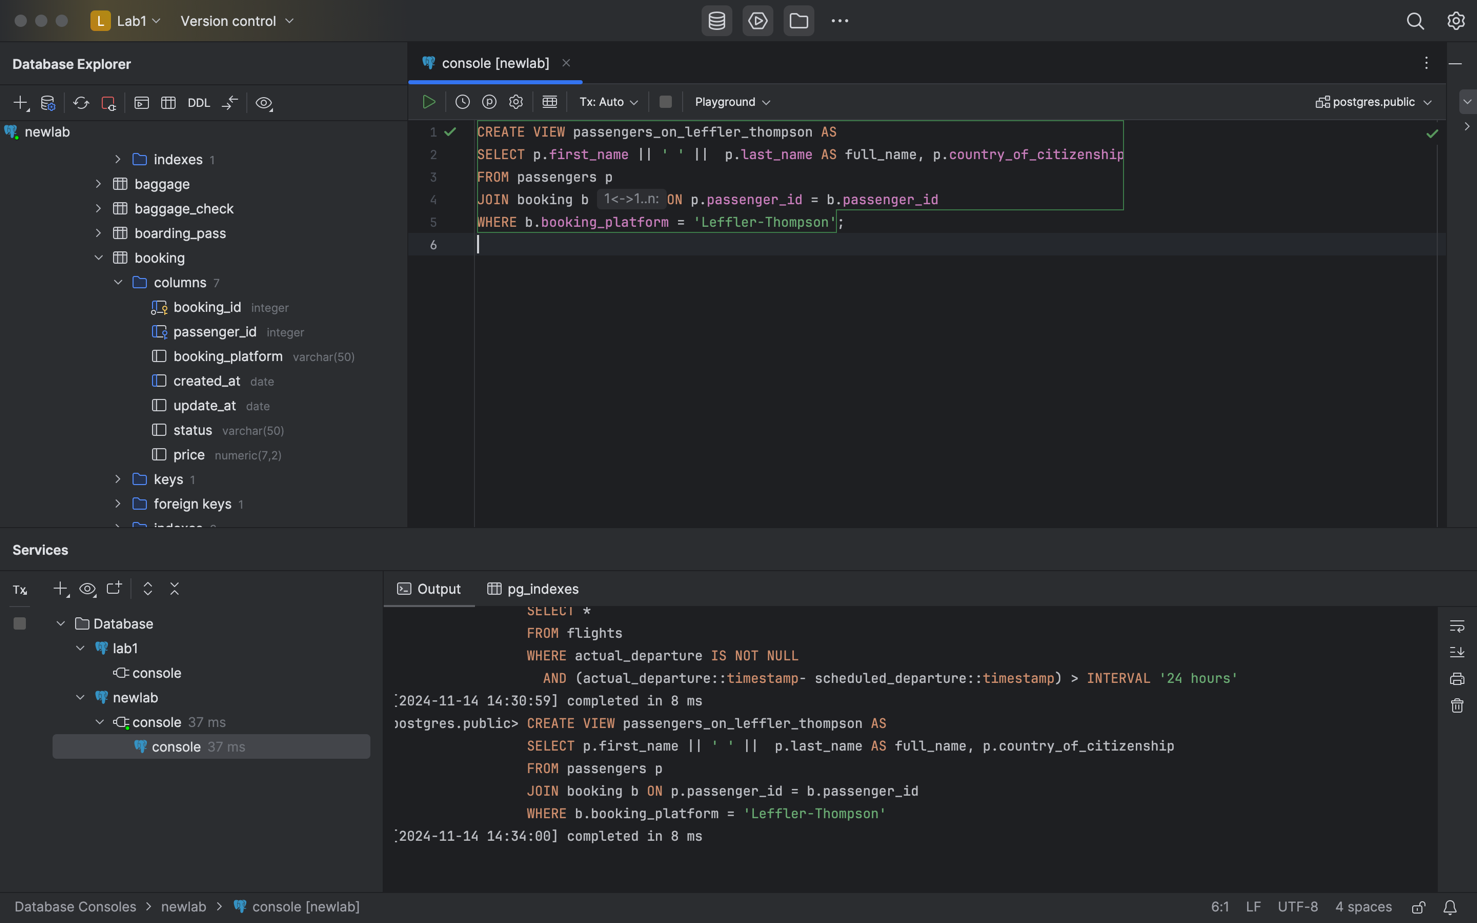 L Lab1 Version control
Database Explorer
console [newlab]
DDL
Tx: Auto
Playground
postgres.public
newlab
indexes 1
baggage
baggage_check
boarding_pass
booking
columns 7
booking_id integer
passenger_id integer
booking_platform varchar(50)
created_at date
update_at date
status varchar(50)
price numeric(7,2)
keys 1
foreign keys 1
1 CREATE VIEW passengers_on_leffler_thompson AS
2 SELECT p.first_name || ' ' ||  p.last_name AS full_name, p.country_of_citizenship
3 FROM passengers p
4 JOIN booking b 1<->1..n: ON p.passenger_id = b.passenger_id
5 WHERE b.booking_platform = 'Leffler-Thompson';
6
Services
Tx
Database
lab1
console
newlab
console 37 ms
console 37 ms
Output
pg_indexes
SELECT *
FROM flights
WHERE actual_departure IS NOT NULL
AND (actual_departure::timestamp- scheduled_departure::timestamp) > INTERVAL '24 hours'
[2024-11-14 14:30:59] completed in 8 ms
postgres.public> CREATE VIEW passengers_on_leffler_thompson AS
SELECT p.first_name || ' ' ||  p.last_name AS full_name, p.country_of_citizenship
FROM passengers p
JOIN booking b ON p.passenger_id = b.passenger_id
WHERE b.booking_platform = 'Leffler-Thompson'
[2024-11-14 14:34:00] completed in 8 ms
Database Consoles > newlab > console [newlab]
6:1 LF UTF-8 4 spaces